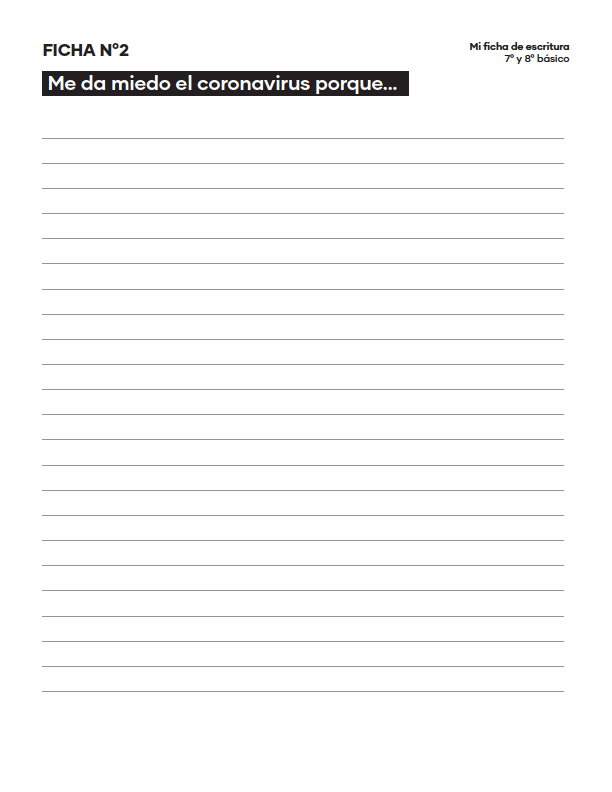 FICHA N°2
Mi ficha de escritura
7° y 8° básico
Me da miedo el coronavirus porque...